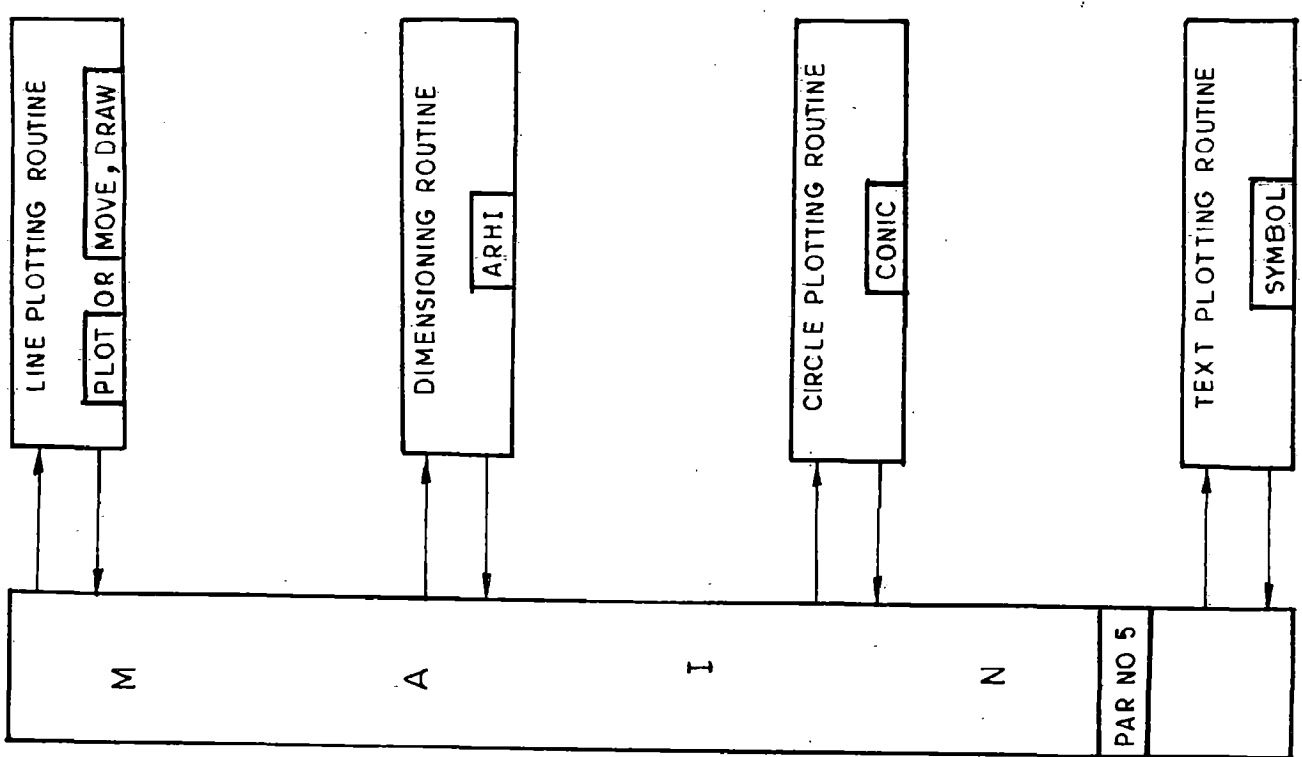 LINE PLOTTING ROUTINE
PLOT OR MOVE, DRAW
DIMENSIONING ROUTINE
ARHI
CIRCLE PLOTTING ROUTINE
CONIC
TEXT PLOTTING ROUTINE
SYMBOL
M A I N
PAR NO 5